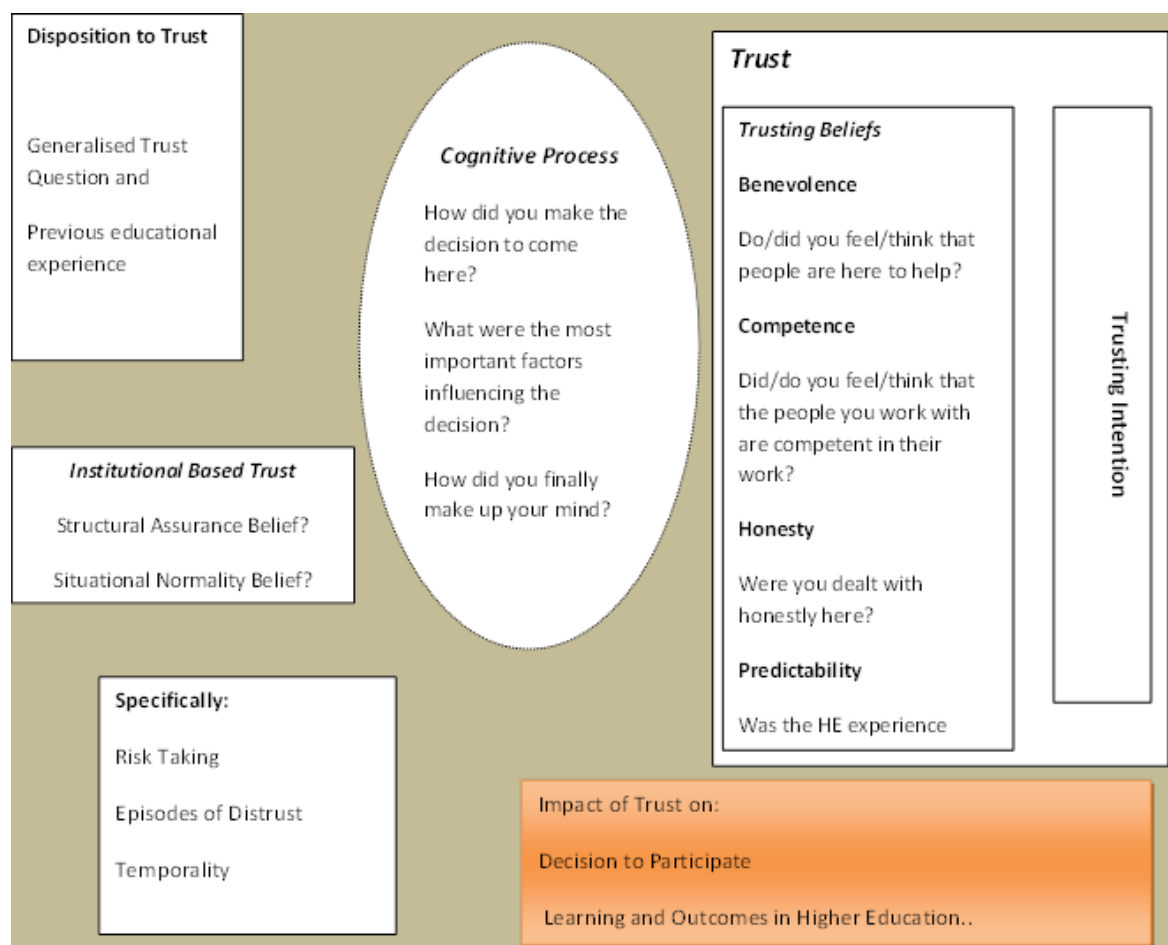 Disposition to Trust
Generalised Trust
Question and
Previous educational
experience
Institutional Based Trust
Structural Assurance Belief?
Situational Normality Belief?
Specifically:
Risk Taking
Episodes of Distrust
Temporality
Cognitive Process
How did you make the
decision to come
here?
What were the most
important factors
influencing the
decision?
How did you finally
make up your mind?
Trust
Trusting Beliefs
Benevolence
Do/did you feel/think that
people are here to help?
Competence
Did/do you feel/think that
the people you work with
are competent in their
work?
Honesty
Were you dealt with
honestly here?
Predictability
Was the HE experience
Trusting Intention
Impact of Trust on:
Decision to Participate
Learning and Outcomes in Higher Education..